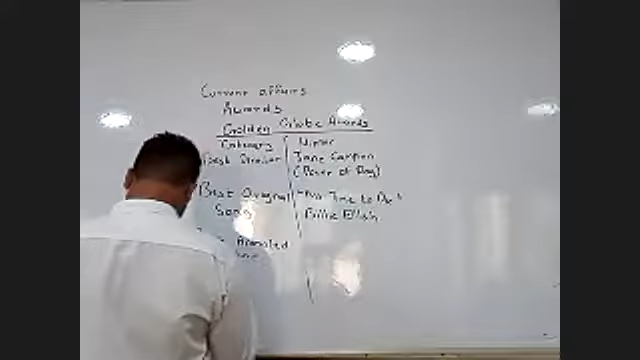 Current affairs
Awards
Golden Globe Awards
Category Winner
Best Director Jane Campion
(Power of Dog)
Best Original "No Time to Die"
Song Billie Eilish
Animated